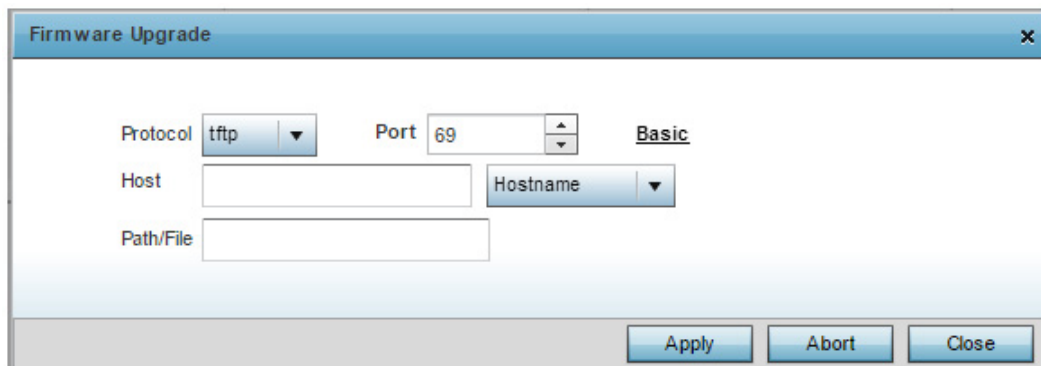 Firmware Upgrade x
Protocol tftp Port 69 Basic
Host Hostname
Path/File
Apply Abort Close